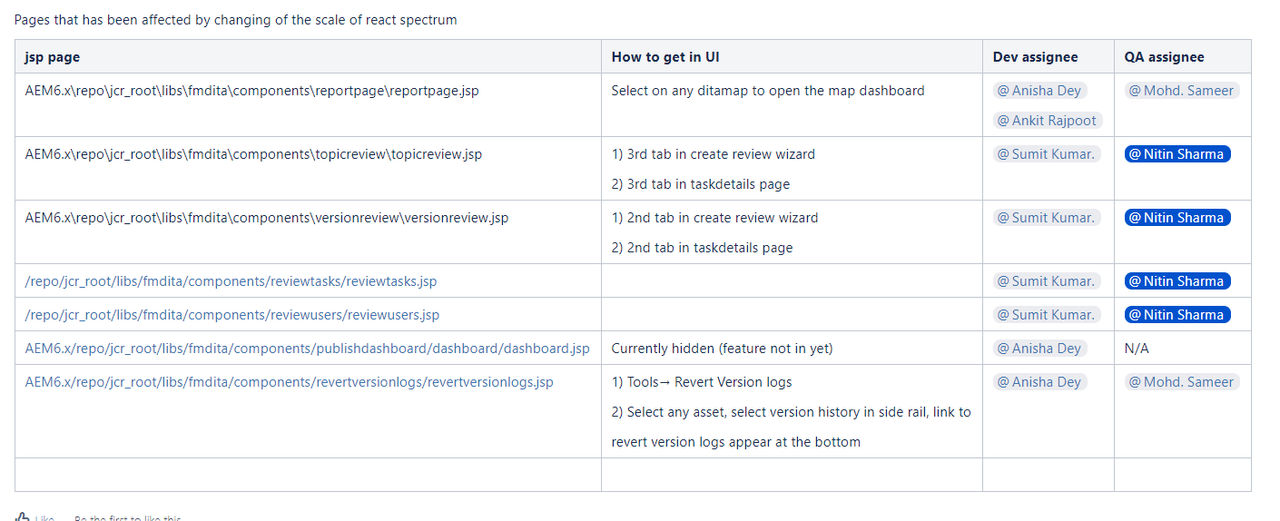 Pages that has been affected by changing of the scale of react spectrum
jsp page How to get in UI Dev assignee QA assignee
AEM6.x\repo\jcr_root\libs\fmdita\components\reportpage\reportpage.jsp Select on any ditamap to open the map dashboard @ Anisha Dey @ Mohd. Sameer
@ Ankit Rajpoot
AEM6.x\repo\jcr_root\libs\fmdita\components\topicreview\topicreview.jsp 1) 3rd tab in create review wizard @ Sumit Kumar. @ Nitin Sharma
2) 3rd tab in taskdetails page
AEM6.x\repo\jcr_root\libs\fmdita\components\versionreview\versionreview.jsp 1) 2nd tab in create review wizard @ Sumit Kumar. @ Nitin Sharma
2) 2nd tab in taskdetails page
/repo/jcr_root/libs/fmdita/components/reviewtasks/reviewtasks.jsp @ Sumit Kumar. @ Nitin Sharma
/repo/jcr_root/libs/fmdita/components/reviewusers/reviewusers.jsp @ Sumit Kumar. @ Nitin Sharma
AEM6.x/repo/jcr_root/libs/fmdita/components/publishdashboard/dashboard/dashboard.jsp Currently hidden (feature not in yet) @ Anisha Dey N/A
AEM6.x/repo/jcr_root/libs/fmdita/components/revertversionlogs/revertversionlogs.jsp 1) Tools→ Revert Version logs @ Anisha Dey @ Mohd. Sameer
2) Select any asset, select version history in side rail, link to
revert version logs appear at the bottom
Like Be the first to like this